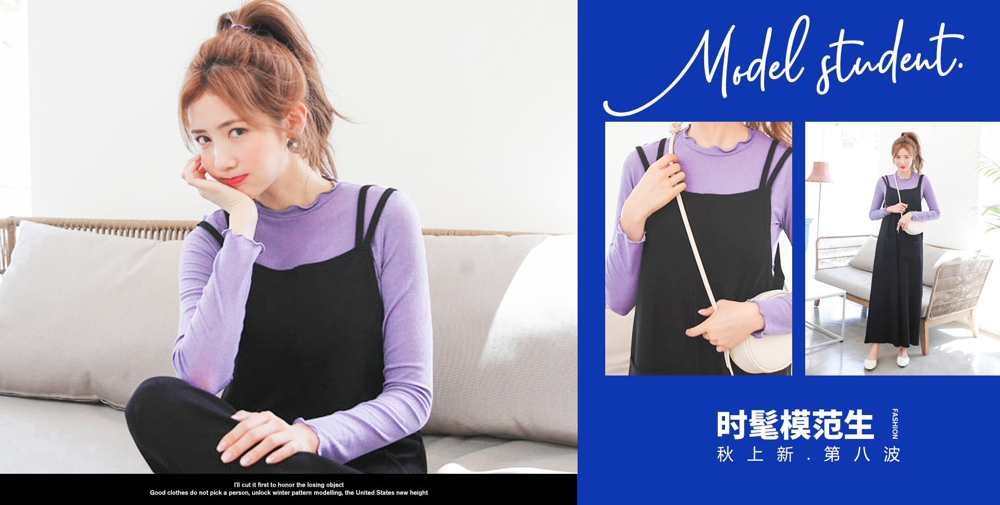 I'll cut it first to honor the losing object
Good clothes do not pick a person, unlock winter pattern modelling, the United States new height
Model student.
时髦模范生
FASHION
秋上新.第八波